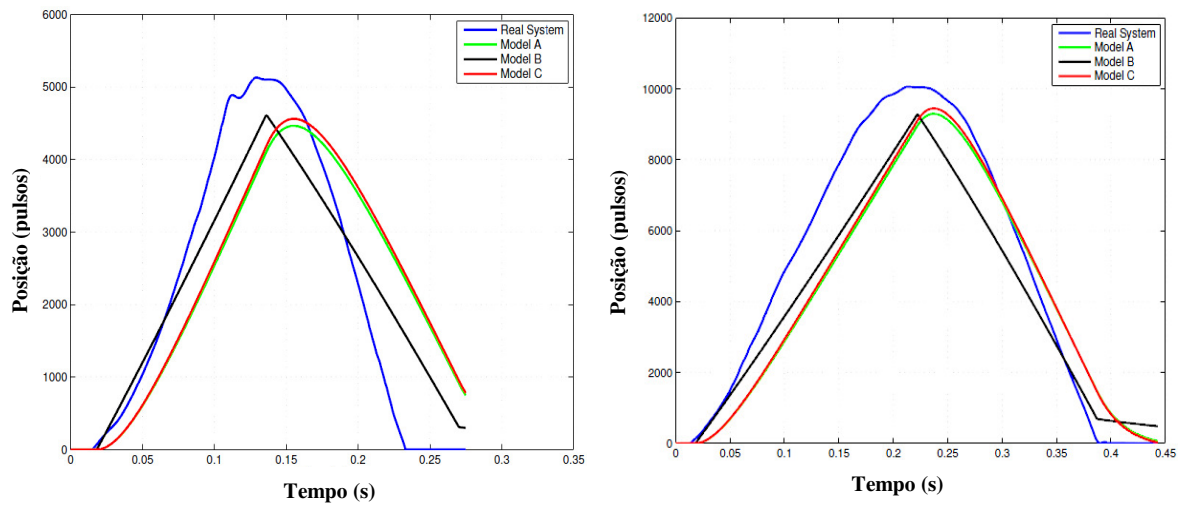 6000
5000
4000
3000
2000
1000
0
0
0.05
0.1
0.15
0.2
0.25
0.3
0.35
Posição (pulsos)
Tempo (s)
Real System
Model A
Model B
Model C
12000
10000
8000
6000
4000
2000
0
0
0.05
0.1
0.15
0.2
0.25
0.3
0.35
0.4
0.45
Posição (pulsos)
Tempo (s)
Real System
Model A
Model B
Model C